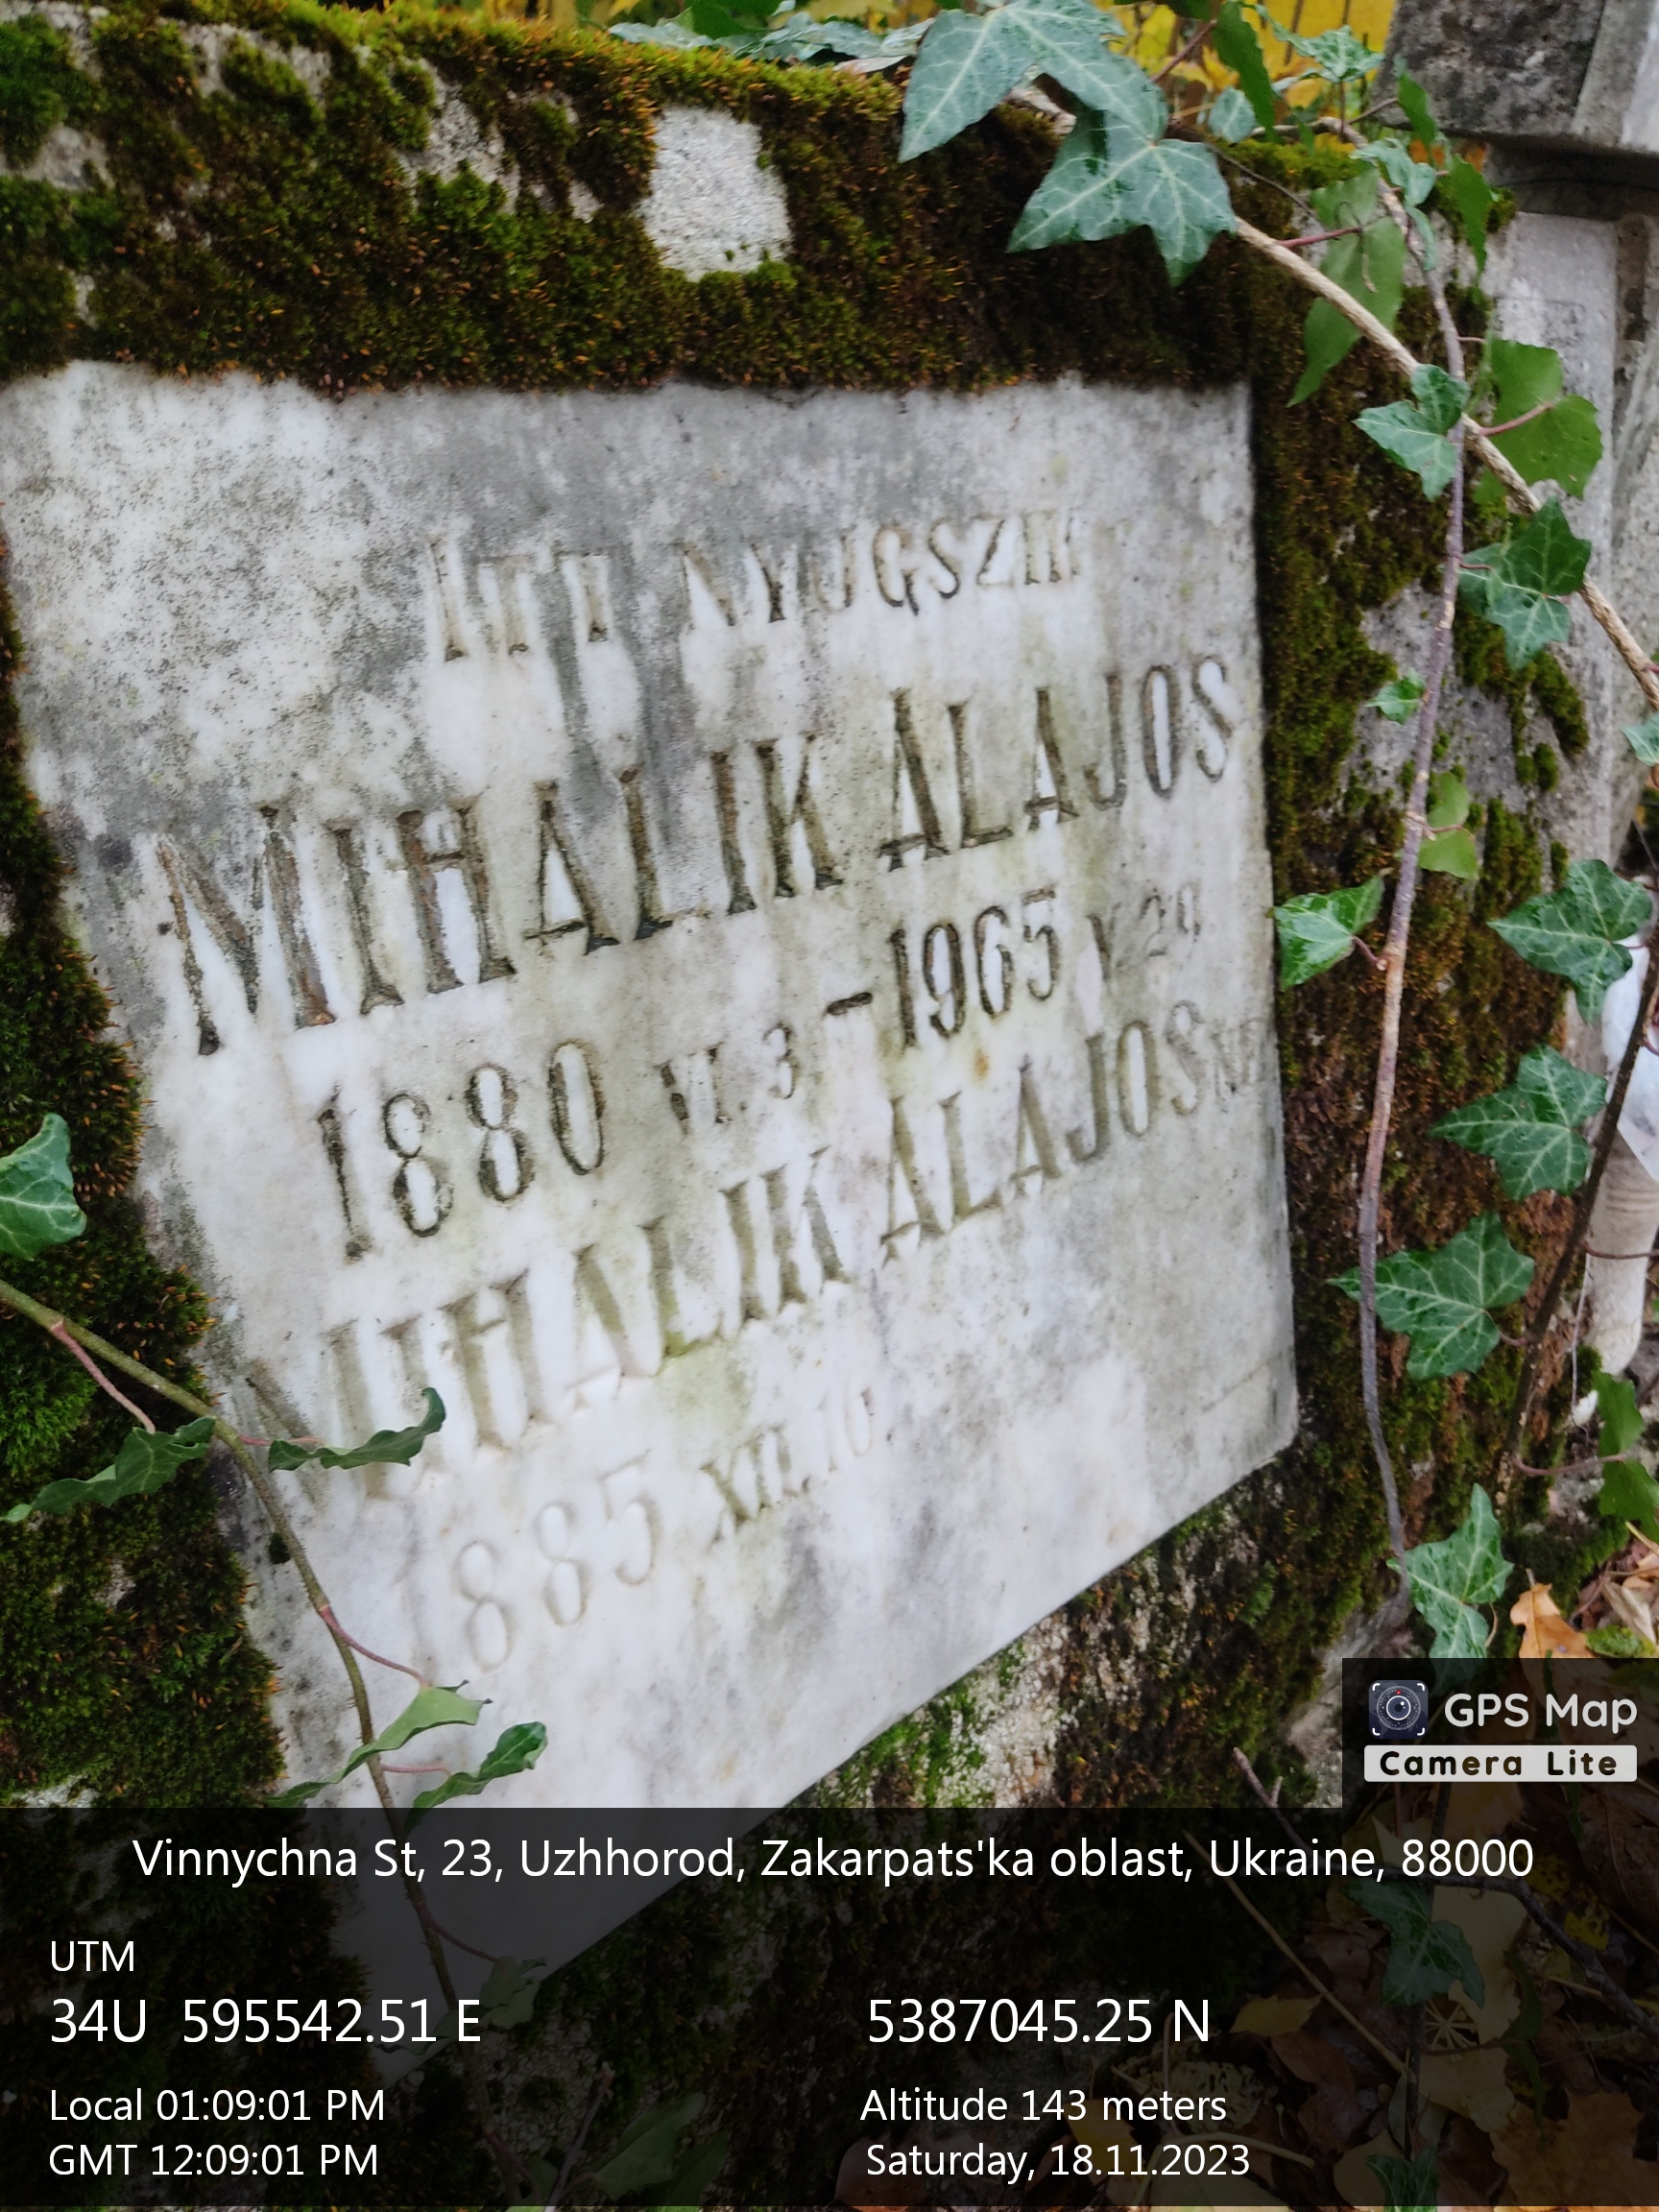 ITT NYUGSZIK
MIHALIK ALAJOS
1880 VI. 3 – 1965 V. 20
MIHALIK ALAJOSNÉ
1885 XII. 10
GPS Map
Camera Lite
Vinnychna St, 23, Uzhhorod, Zakarpats'ka oblast, Ukraine, 88000
UTM
34U 595542.51 E 5387045.25 N
Local 01:09:01 PM Altitude 143 meters
GMT 12:09:01 PM Saturday, 18.11.2023